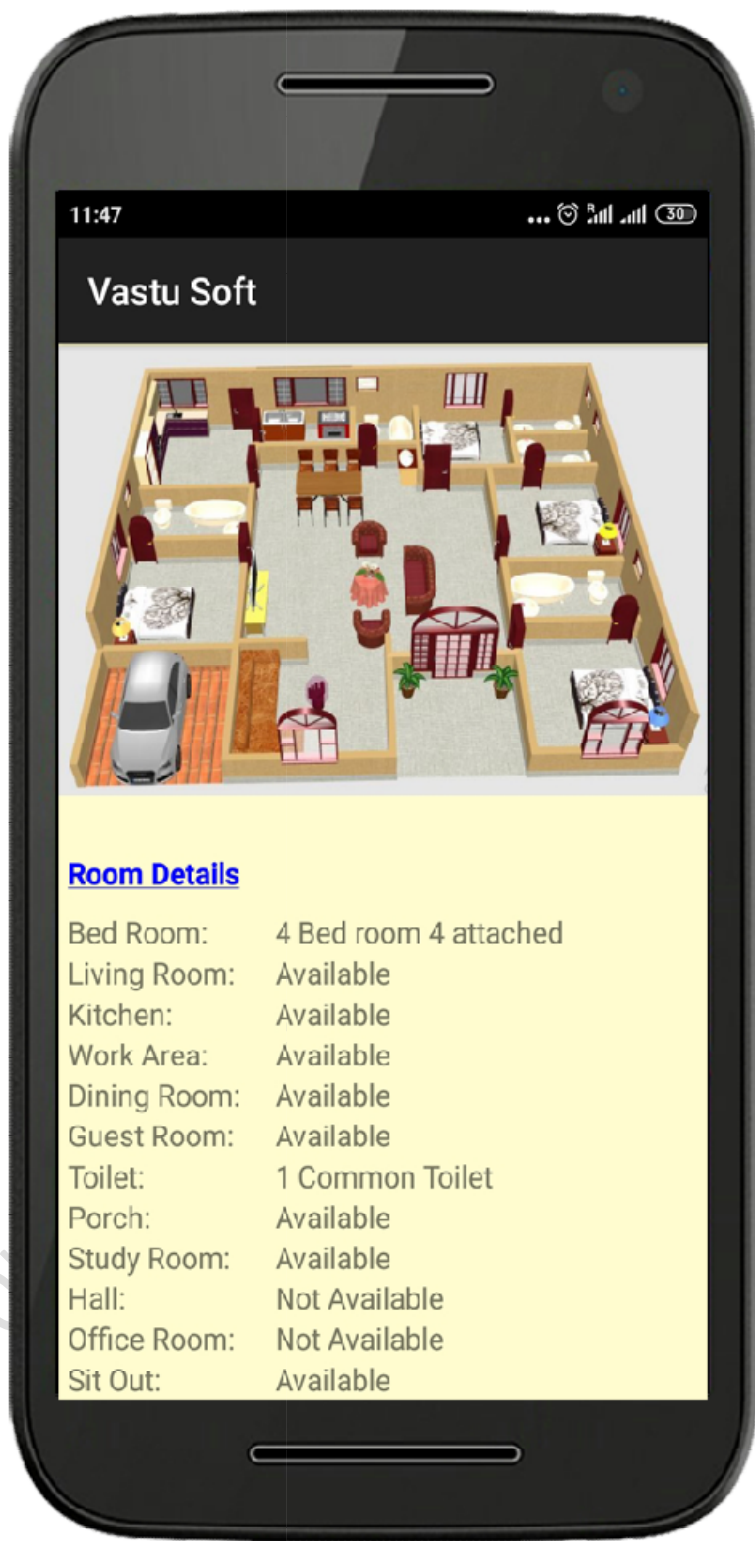 11:47
R 30
Vastu Soft
Room Details
Bed Room: 4 Bed room 4 attached
Living Room: Available
Kitchen: Available
Work Area: Available
Dining Room: Available
Guest Room: Available
Toilet: 1 Common Toilet
Porch: Available
Study Room: Available
Hall: Not Available
Office Room: Not Available
Sit Out: Available